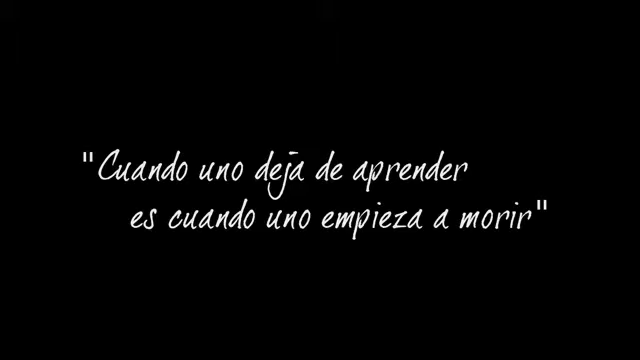 "Cuando uno deja de aprender
es cuando uno empieza a morir"